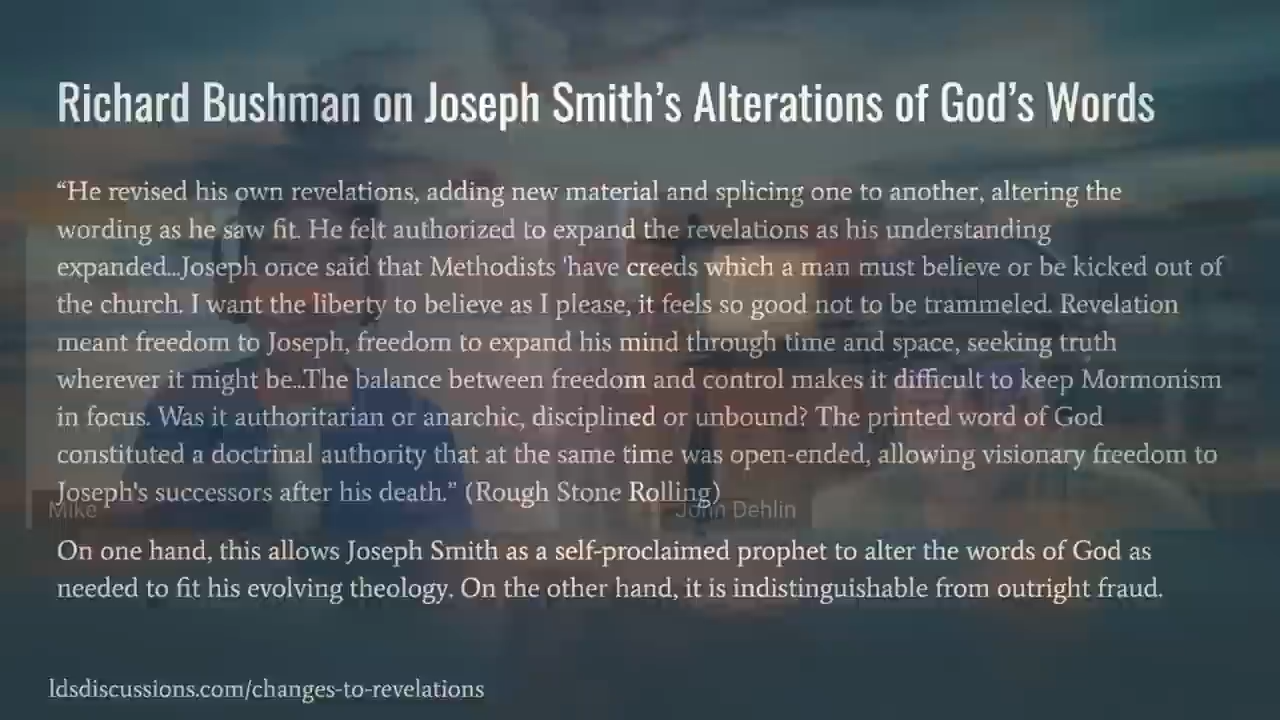 Richard Bushman on Joseph Smith’s Alterations of God’s Words
“He revised his own revelations, adding new material and splicing one to another, altering the
wording as he saw fit. He felt authorized to expand the revelations as his understanding
expanded...Joseph once said that Methodists 'have creeds which a man must believe or be kicked out of
the church. I want the liberty to believe as I please, it feels so good not to be trammeled. Revelation
meant freedom to Joseph, freedom to expand his mind through time and space, seeking truth
wherever it might be...The balance between freedom and control makes it difficult to keep Mormonism
in focus. Was it authoritarian or anarchic, disciplined or unbound? The printed word of God
constituted a doctrinal authority that at the same time was open-ended, allowing visionary freedom to
Joseph's successors after his death.” (Rough Stone Rolling)
Mike
John Dehlin
On one hand, this allows Joseph Smith as a self-proclaimed prophet to alter the words of God as
needed to fit his evolving theology. On the other hand, it is indistinguishable from outright fraud.
ldsdiscussions.com/changes-to-revelations